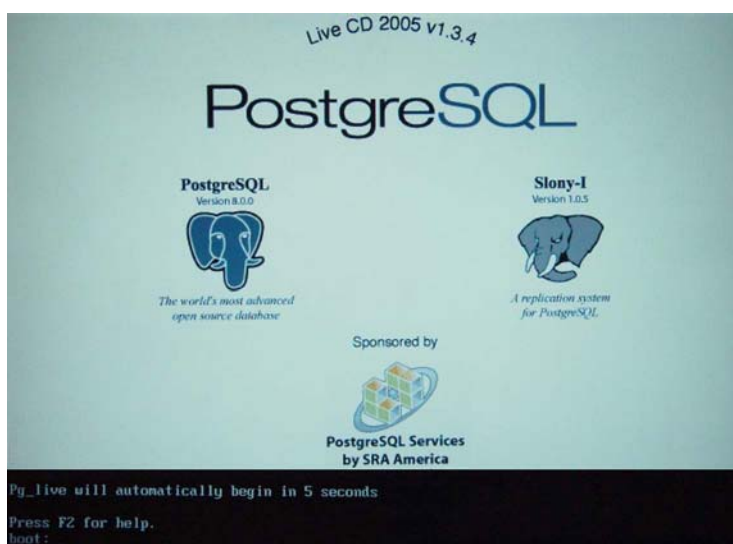 Live CD 2005 v1.3.4
PostgreSQL
PostgreSQL
Version 8.0.0
The world's most advanced
open source database
Slony-I
Version 1.0.5
A replication system
for PostgreSQL
Sponsored by
PostgreSQL Services
by SRA America
Pg_live will automatically begin in 5 seconds
Press F2 for help.
boot: